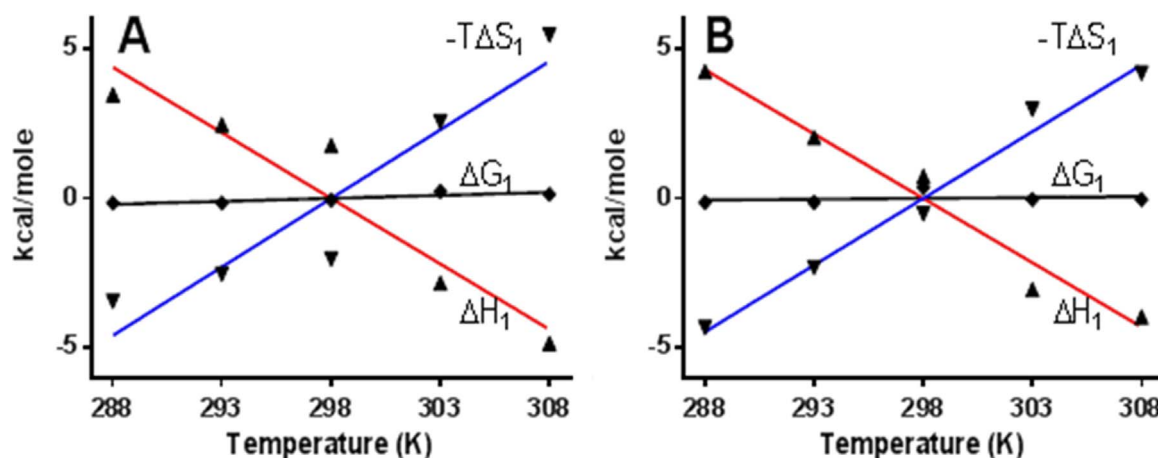 A
-TΔS₁
5
ΔG₁
0
ΔH₁
-5
kcal/mole
288 293 298 303 308
Temperature (K)
B
-TΔS₁
5
ΔG₁
0
ΔH₁
-5
kcal/mole
288 293 298 303 308
Temperature (K)